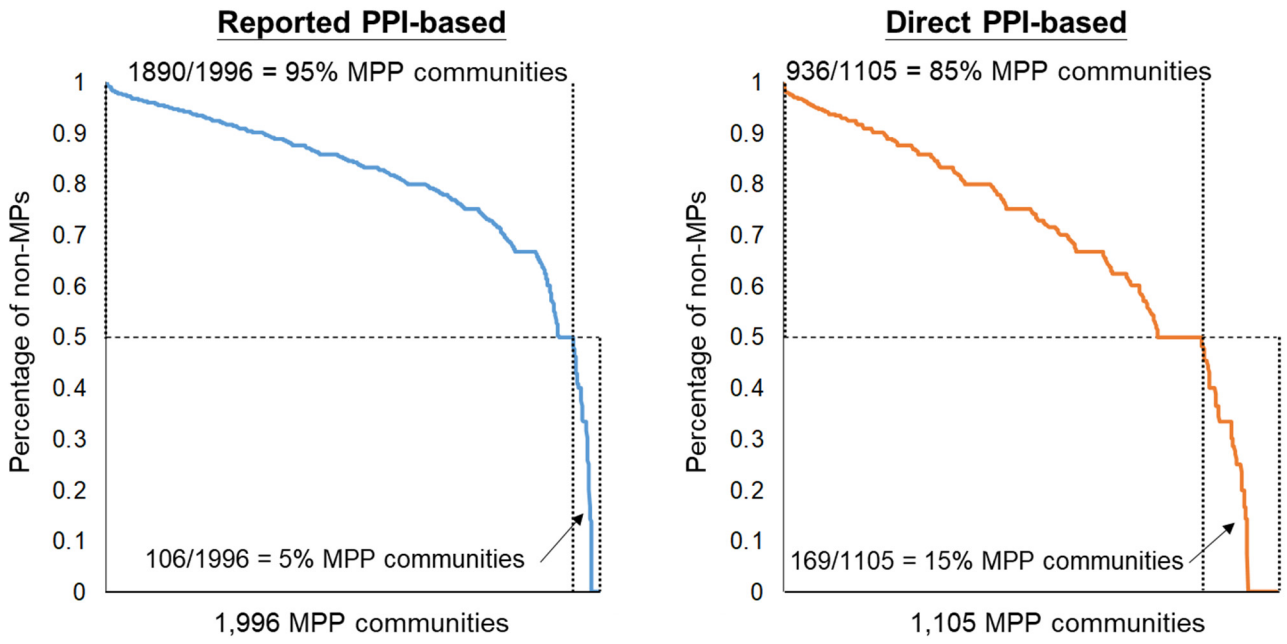 Reported PPI-based
1890/1996 = 95% MPP communities
1
0.9
0.8
0.7
0.6
0.5
0.4
0.3
0.2
0.1
0
Percentage of non-MPs
106/1996 = 5% MPP communities
1,996 MPP communities
Direct PPI-based
936/1105 = 85% MPP communities
1
0.9
0.8
0.7
0.6
0.5
0.4
0.3
0.2
0.1
0
Percentage of non-MPs
169/1105 = 15% MPP communities
1,105 MPP communities